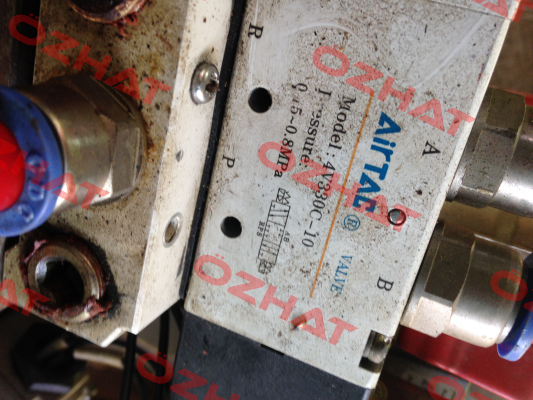 AirTAC ® VALVE
Model: 4V330C-10
Pressure:
0.15~0.8MPa
R
P
A
B
OZHAT
OZHAT
OZHAT
OZHAT
OZHAT
OZHAT